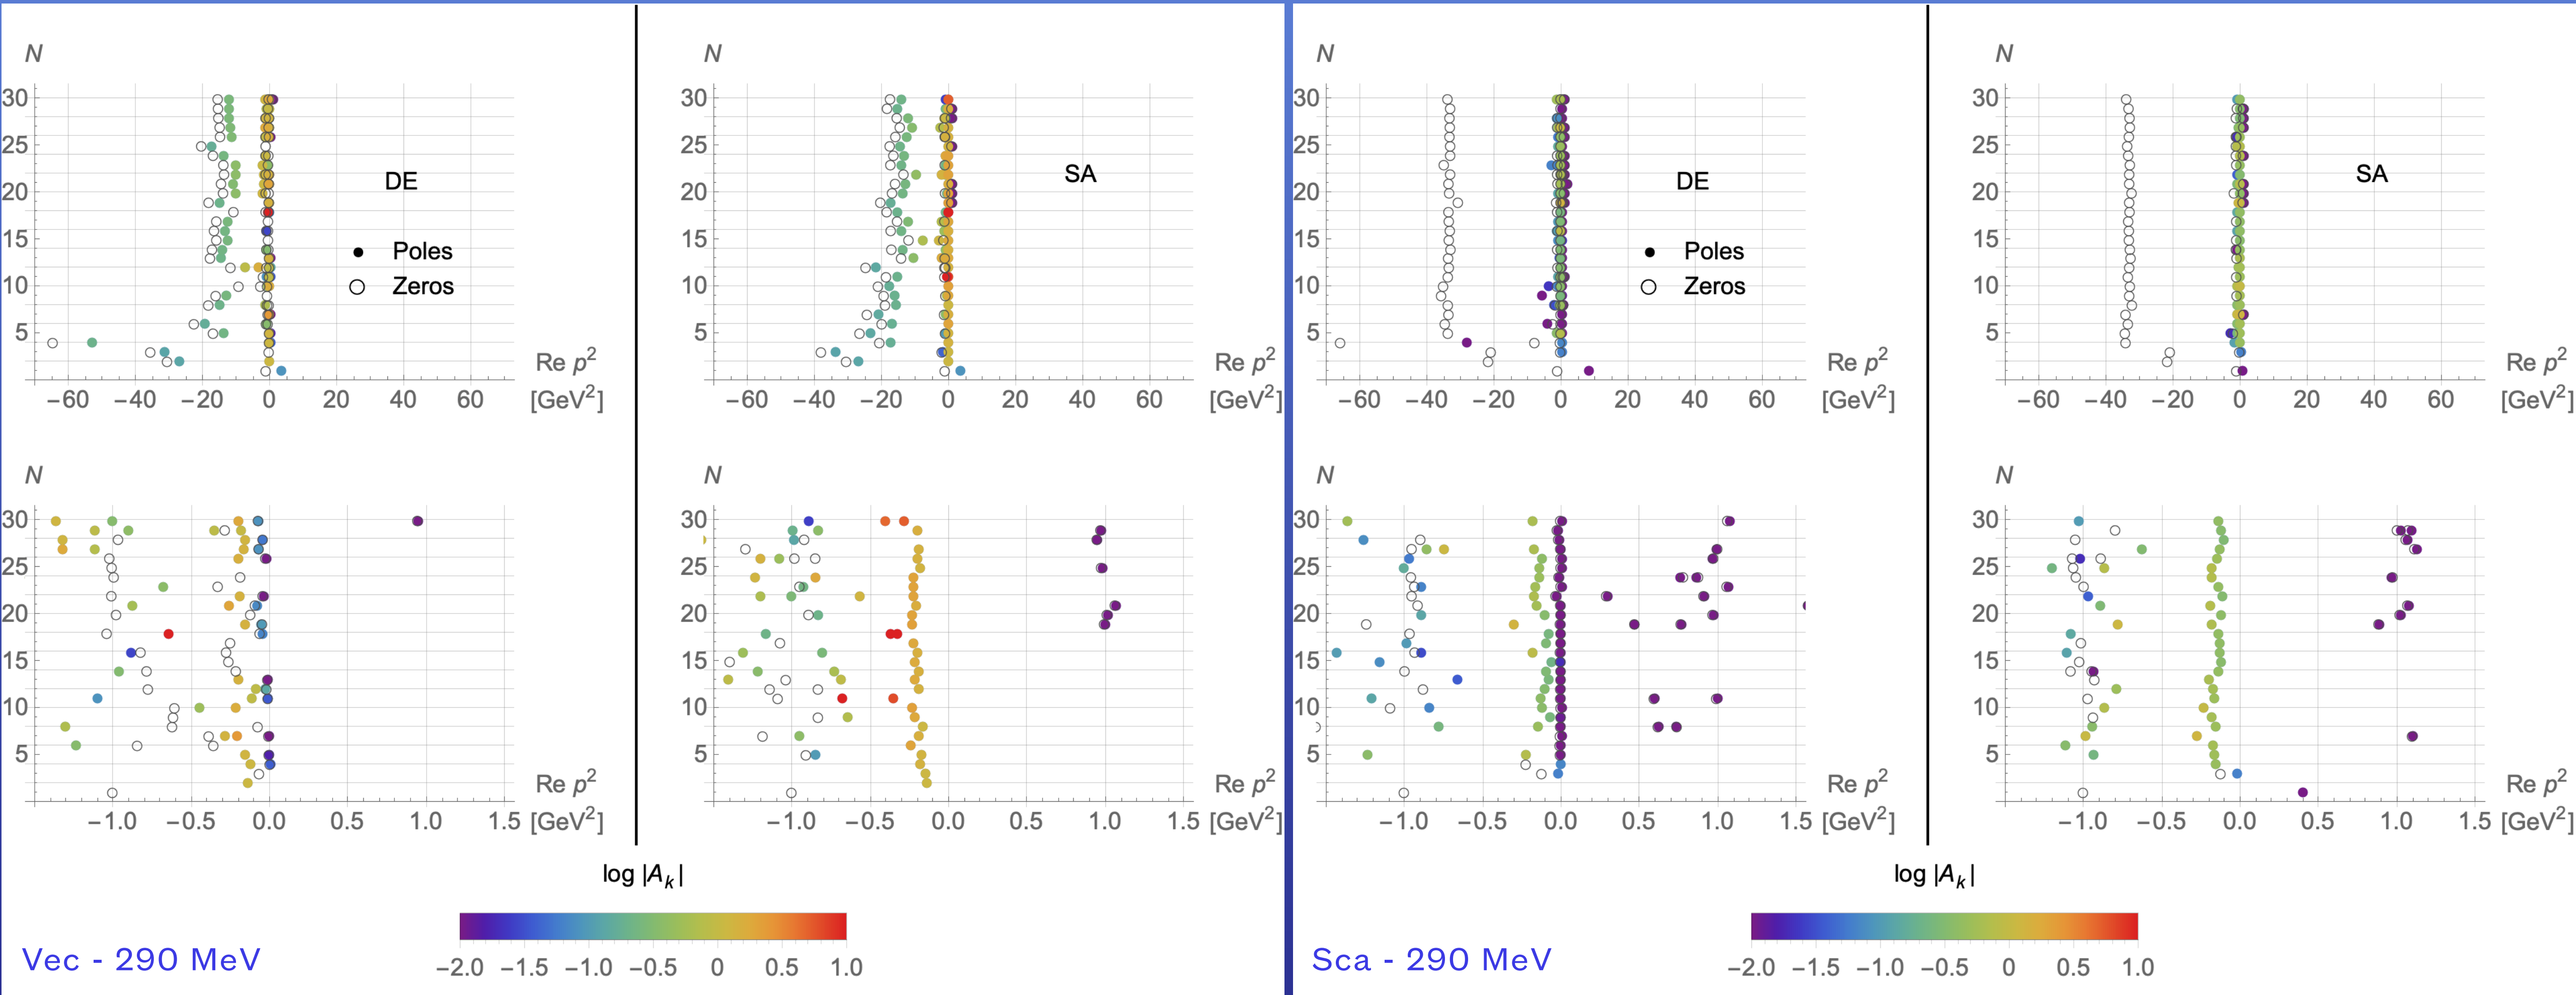 N
30
25
20
15
10
5
DE
Poles
Zeros
Re p²
[GeV²]
−60 −40 −20 0 20 40 60
N
30
25
20
15
10
5
SA
Re p²
[GeV²]
−60 −40 −20 0 20 40 60
N
30
25
20
15
10
5
DE
Poles
Zeros
Re p²
[GeV²]
−60 −40 −20 0 20 40 60
N
30
25
20
15
10
5
SA
Re p²
[GeV²]
−60 −40 −20 0 20 40 60
N
30
25
20
15
10
5
Re p²
[GeV²]
−1.0 −0.5 0.0 0.5 1.0 1.5
N
30
25
20
15
10
5
Re p²
[GeV²]
−1.0 −0.5 0.0 0.5 1.0 1.5
N
30
25
20
15
10
5
Re p²
[GeV²]
−1.0 −0.5 0.0 0.5 1.0 1.5
N
30
25
20
15
10
5
Re p²
[GeV²]
−1.0 −0.5 0.0 0.5 1.0 1.5
log |Aₖ|
−2.0 −1.5 −1.0 −0.5 0 0.5 1.0
Vec - 290 MeV
log |Aₖ|
−2.0 −1.5 −1.0 −0.5 0 0.5 1.0
Sca - 290 MeV